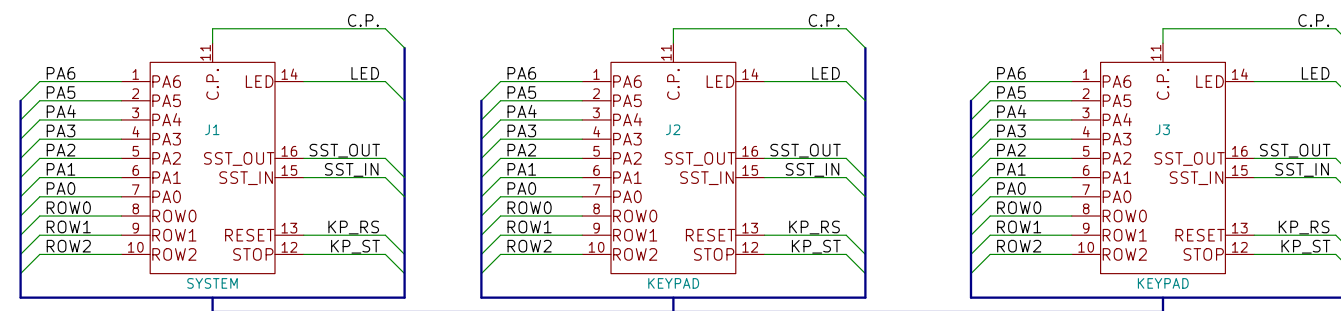 C.P. C.P. C.P.
11 11 11
PA6 1 PA6 C.P. LED 14 LED PA6 1 PA6 C.P. LED 14 LED PA6 1 PA6 C.P. LED 14 LED
PA5 2 PA5 PA5 2 PA5 PA5 2 PA5
PA4 3 PA4 J1 PA4 3 PA4 J2 PA4 3 PA4 J3
PA3 4 PA3 PA3 4 PA3 PA3 4 PA3
PA2 5 PA2 SST_OUT 16 SST_OUT PA2 5 PA2 SST_OUT 16 SST_OUT PA2 5 PA2 SST_OUT 16 SST_OUT
PA1 6 PA1 SST_IN 15 SST_IN PA1 6 PA1 SST_IN 15 SST_IN PA1 6 PA1 SST_IN 15 SST_IN
PA0 7 PA0 PA0 7 PA0 PA0 7 PA0
ROW0 8 ROW0 ROW0 8 ROW0 ROW0 8 ROW0
ROW1 9 ROW1 RESET 13 KP_RS ROW1 9 ROW1 RESET 13 KP_RS ROW1 9 ROW1 RESET 13 KP_RS
ROW2 10 ROW2 STOP 12 KP_ST ROW2 10 ROW2 STOP 12 KP_ST ROW2 10 ROW2 STOP 12 KP_ST
SYSTEM KEYPAD KEYPAD